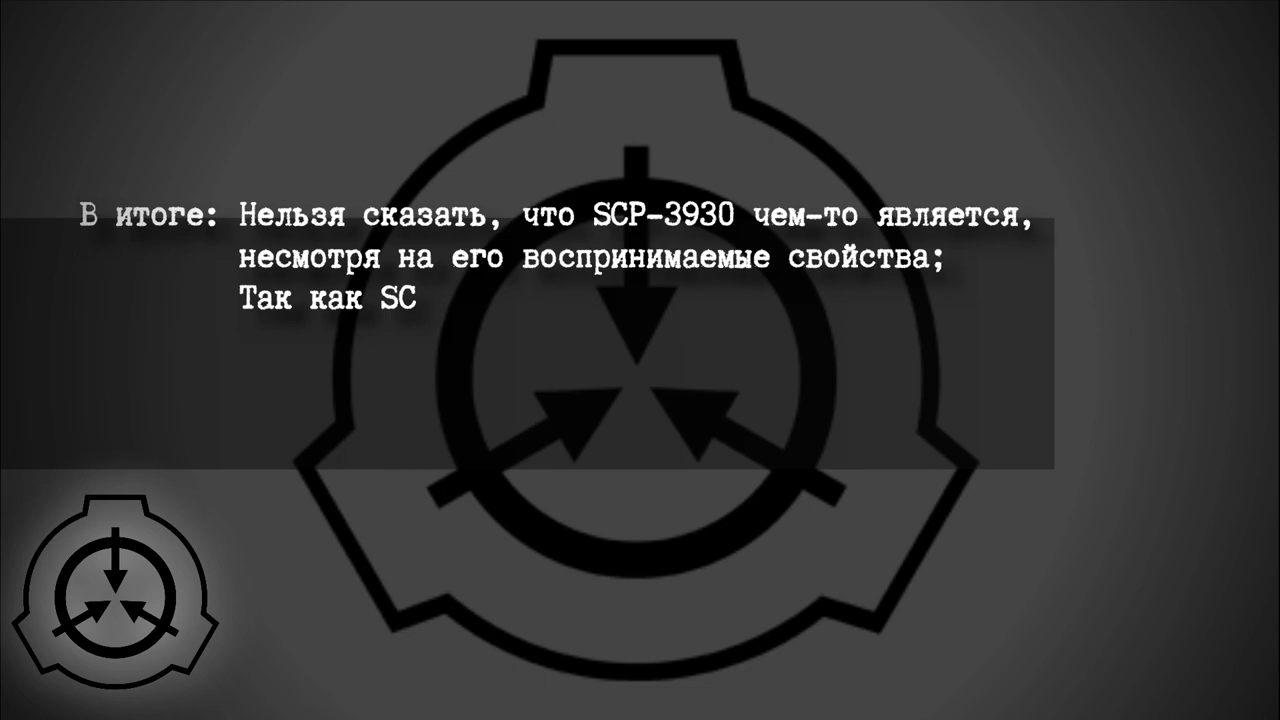 В итоге: Нельзя сказать, что SCP-3930 чем-то является,
несмотря на его воспринимаемые свойства;
Так как SC